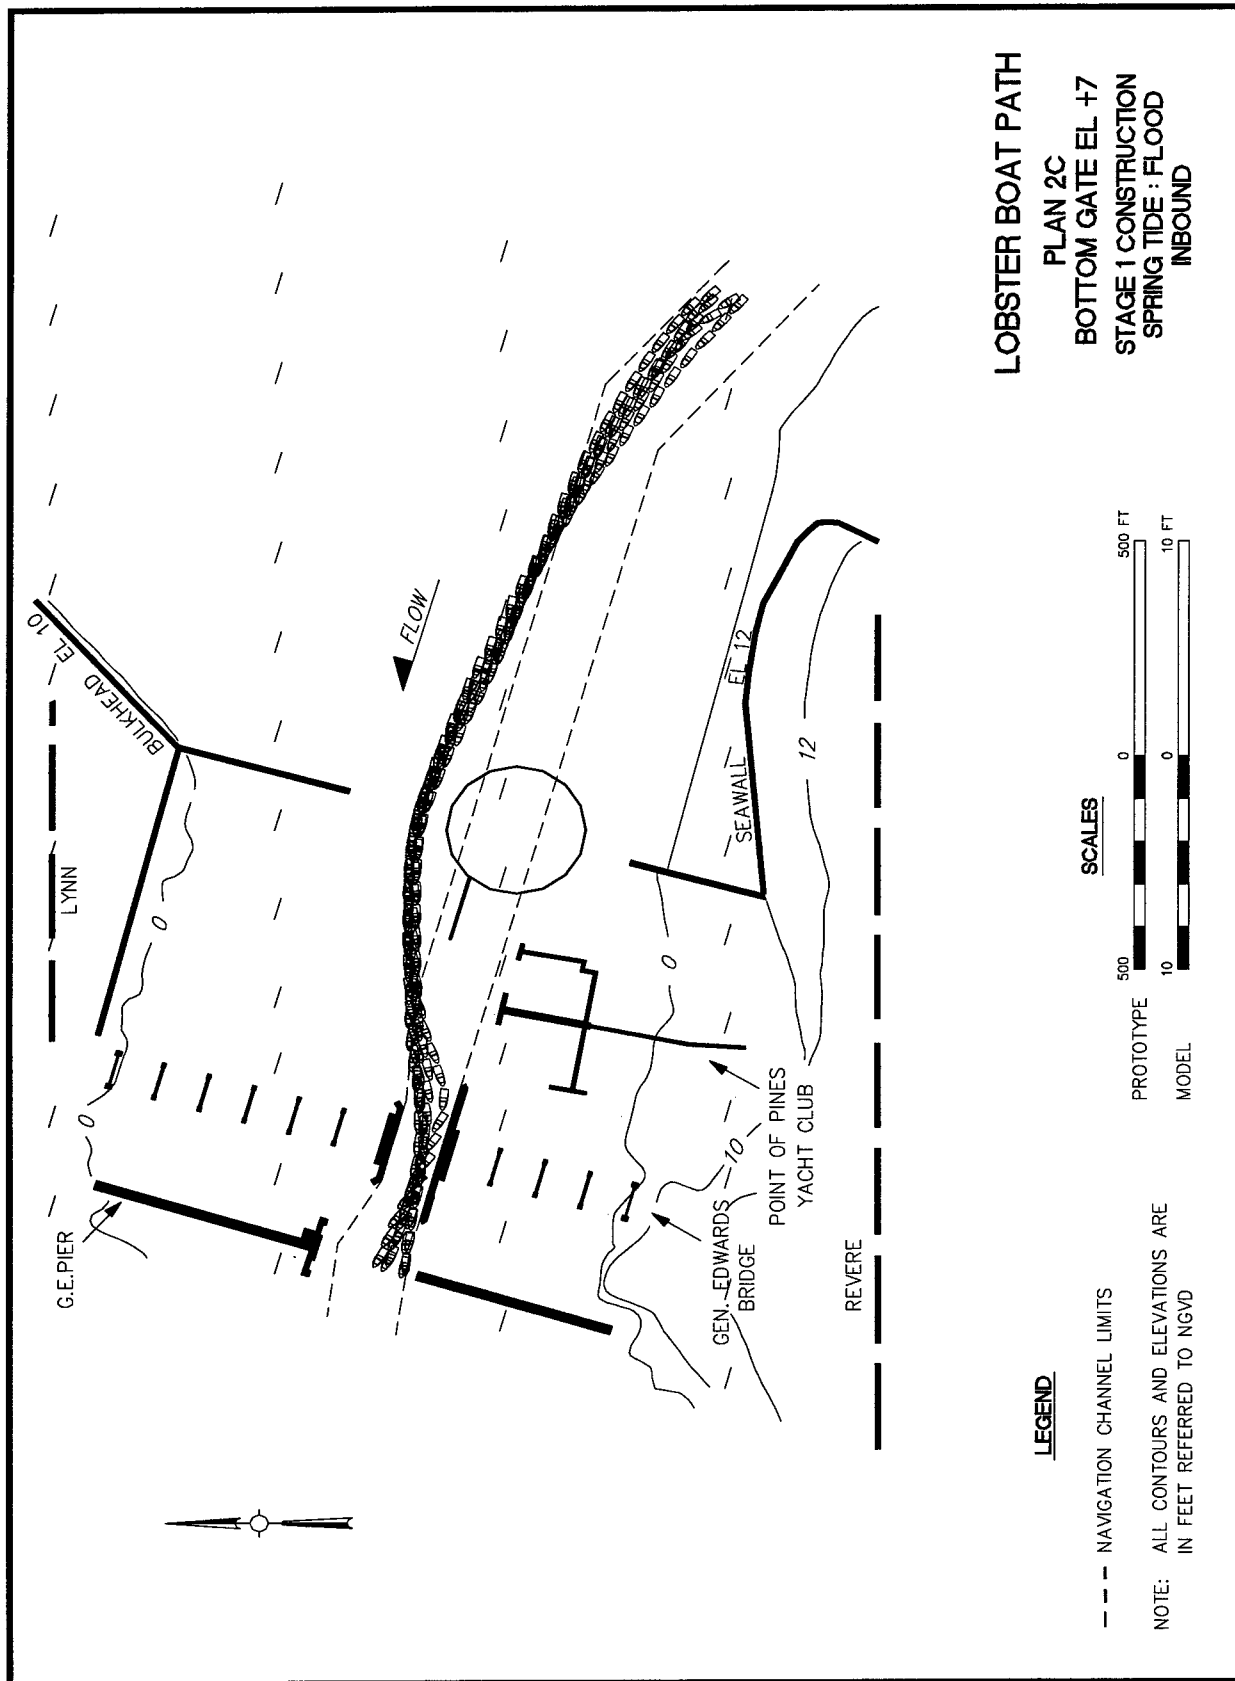 LYNN
BULKHEAD EL 10
0
0
G.E.PIER
FLOW
SEAWALL EL 12
12
0
10
POINT OF PINES
YACHT CLUB
GEN. EDWARDS
BRIDGE
REVERE
LOBSTER BOAT PATH
PLAN 2C
BOTTOM GATE EL +7
STAGE 1 CONSTRUCTION
SPRING TIDE : FLOOD
INBOUND
LEGEND
NAVIGATION CHANNEL LIMITS
NOTE: ALL CONTOURS AND ELEVATIONS ARE
IN FEET REFERRED TO NGVD
SCALES
PROTOTYPE 500 0 500 FT
MODEL 10 0 10 FT